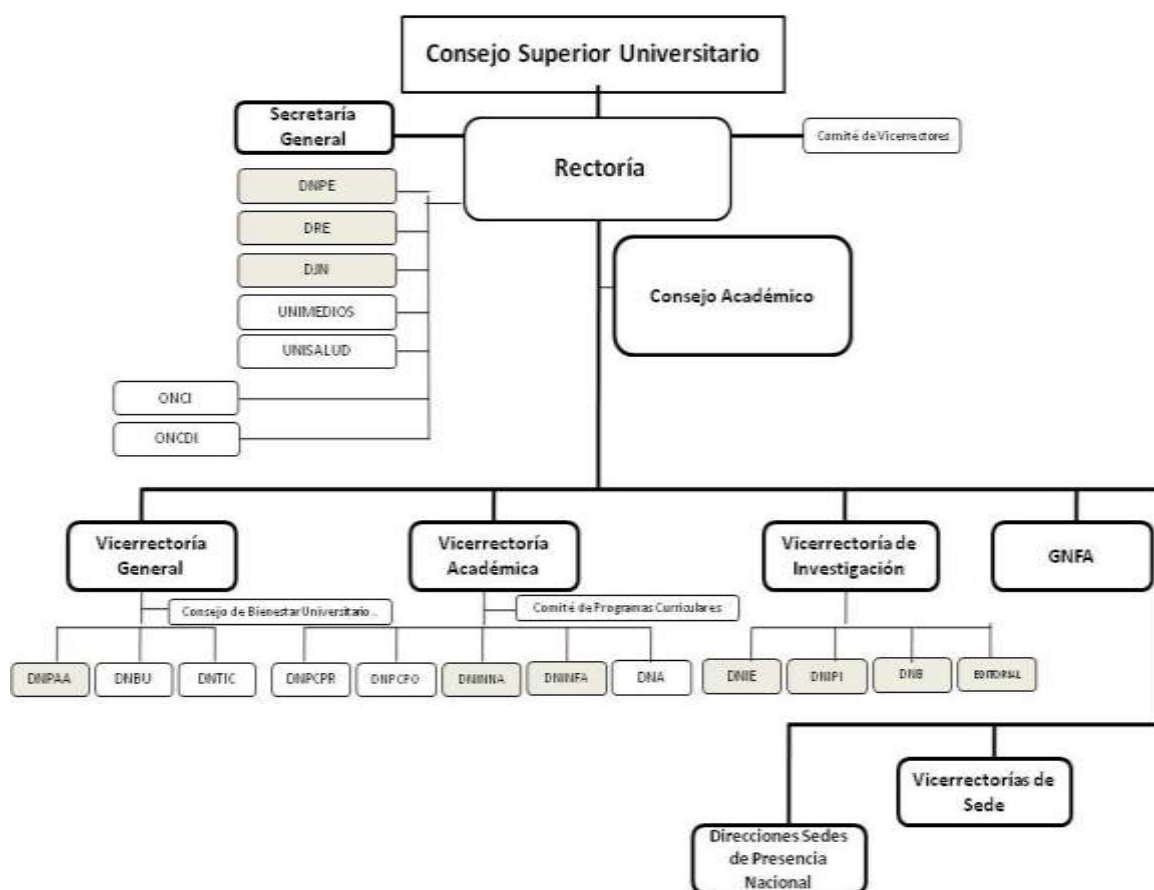 Consejo Superior Universitario
Secretaría
General
Comité de Vicerrectores
Rectoría
DNPE
DRE
DJN
Consejo Académico
UNIMEDIOS
UNISALUD
ONCI
ONCDI
Vicerrectoría
General
Vicerrectoría
Académica
Vicerrectoría de
Investigación
GNFA
Consejo de Bienestar Universitario .
Comité de Programas Curriculares
DNPAA
DNBU
DNTIC
DNPCPR
DNPCPO
DNINNA
DNINFA
DNA
DNIE
DNIPI
DNB
EDITORIAL
Vicerrectorías de
Sede
Direcciones Sedes
de Presencia
Nacional